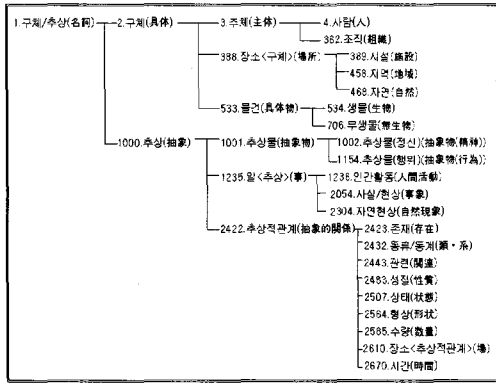 1.구체/추상(名詞) 2.구체(具体) 3.주체(主体) 4.사람(人)
362.조직(組織)
388.장소<구체>(場所) 389.시설(施設)
458.지역(地域)
468.자연(自然)
533.물건(具体物) 534.생물(生物)
706.무생물(無生物)
1000.추상(抽象) 1001.추상물(抽象物) 1002.추상물(정신)(抽象物(精神))
1154.추상물(행위)(抽象物(行為))
1235.일<추상>(事) 1236.인간활동(人間活動)
2054.사실/현상(事象)
2304.자연현상(自然現象)
2422.추상적관계(抽象的関係) 2423.존재(存在)
2432.동류/동계(類・系)
2443.관련(関連)
2483.성질(性質)
2507.상태(状態)
2564.형상(形状)
2585.수량(数量)
2610.장소<추상적관계>(場)
2670.시간(時間)